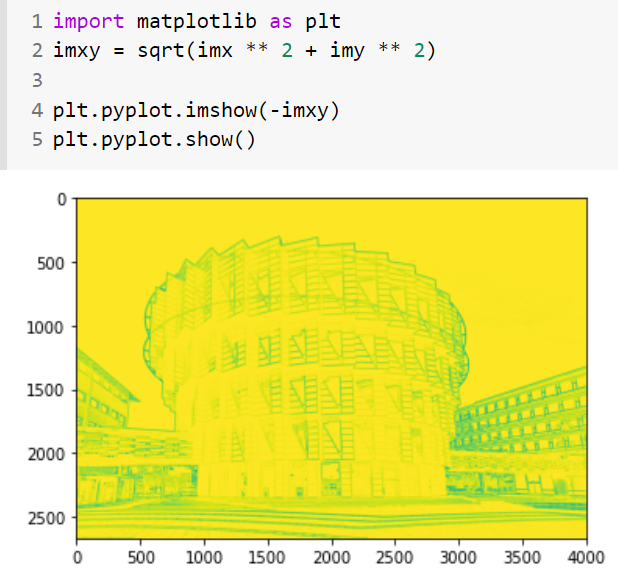 1 import matplotlib as plt
2 imxy = sqrt(imx ** 2 + imy ** 2)
3
4 plt.pyplot.imshow(-imxy)
5 plt.pyplot.show()
0
500
1000
1500
2000
2500
0 500 1000 1500 2000 2500 3000 3500 4000